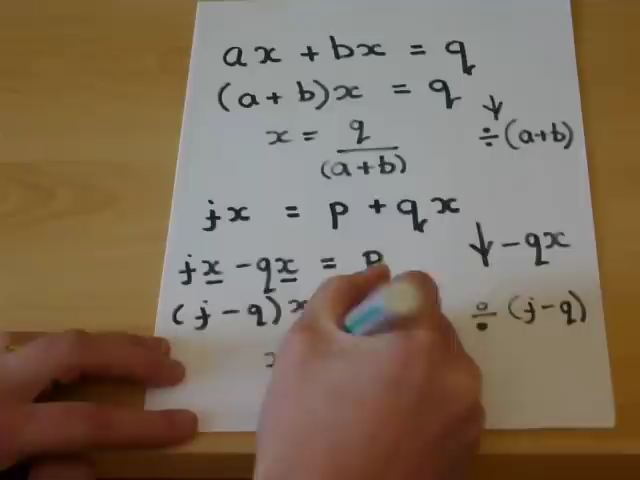 ax + bx = q
(a + b)x = q ↓ ÷ (a+b)
x = q / (a+b)
jx = p + qx
jx - qx = p ↓ - qx
(j - q)x ÷ (j-q)